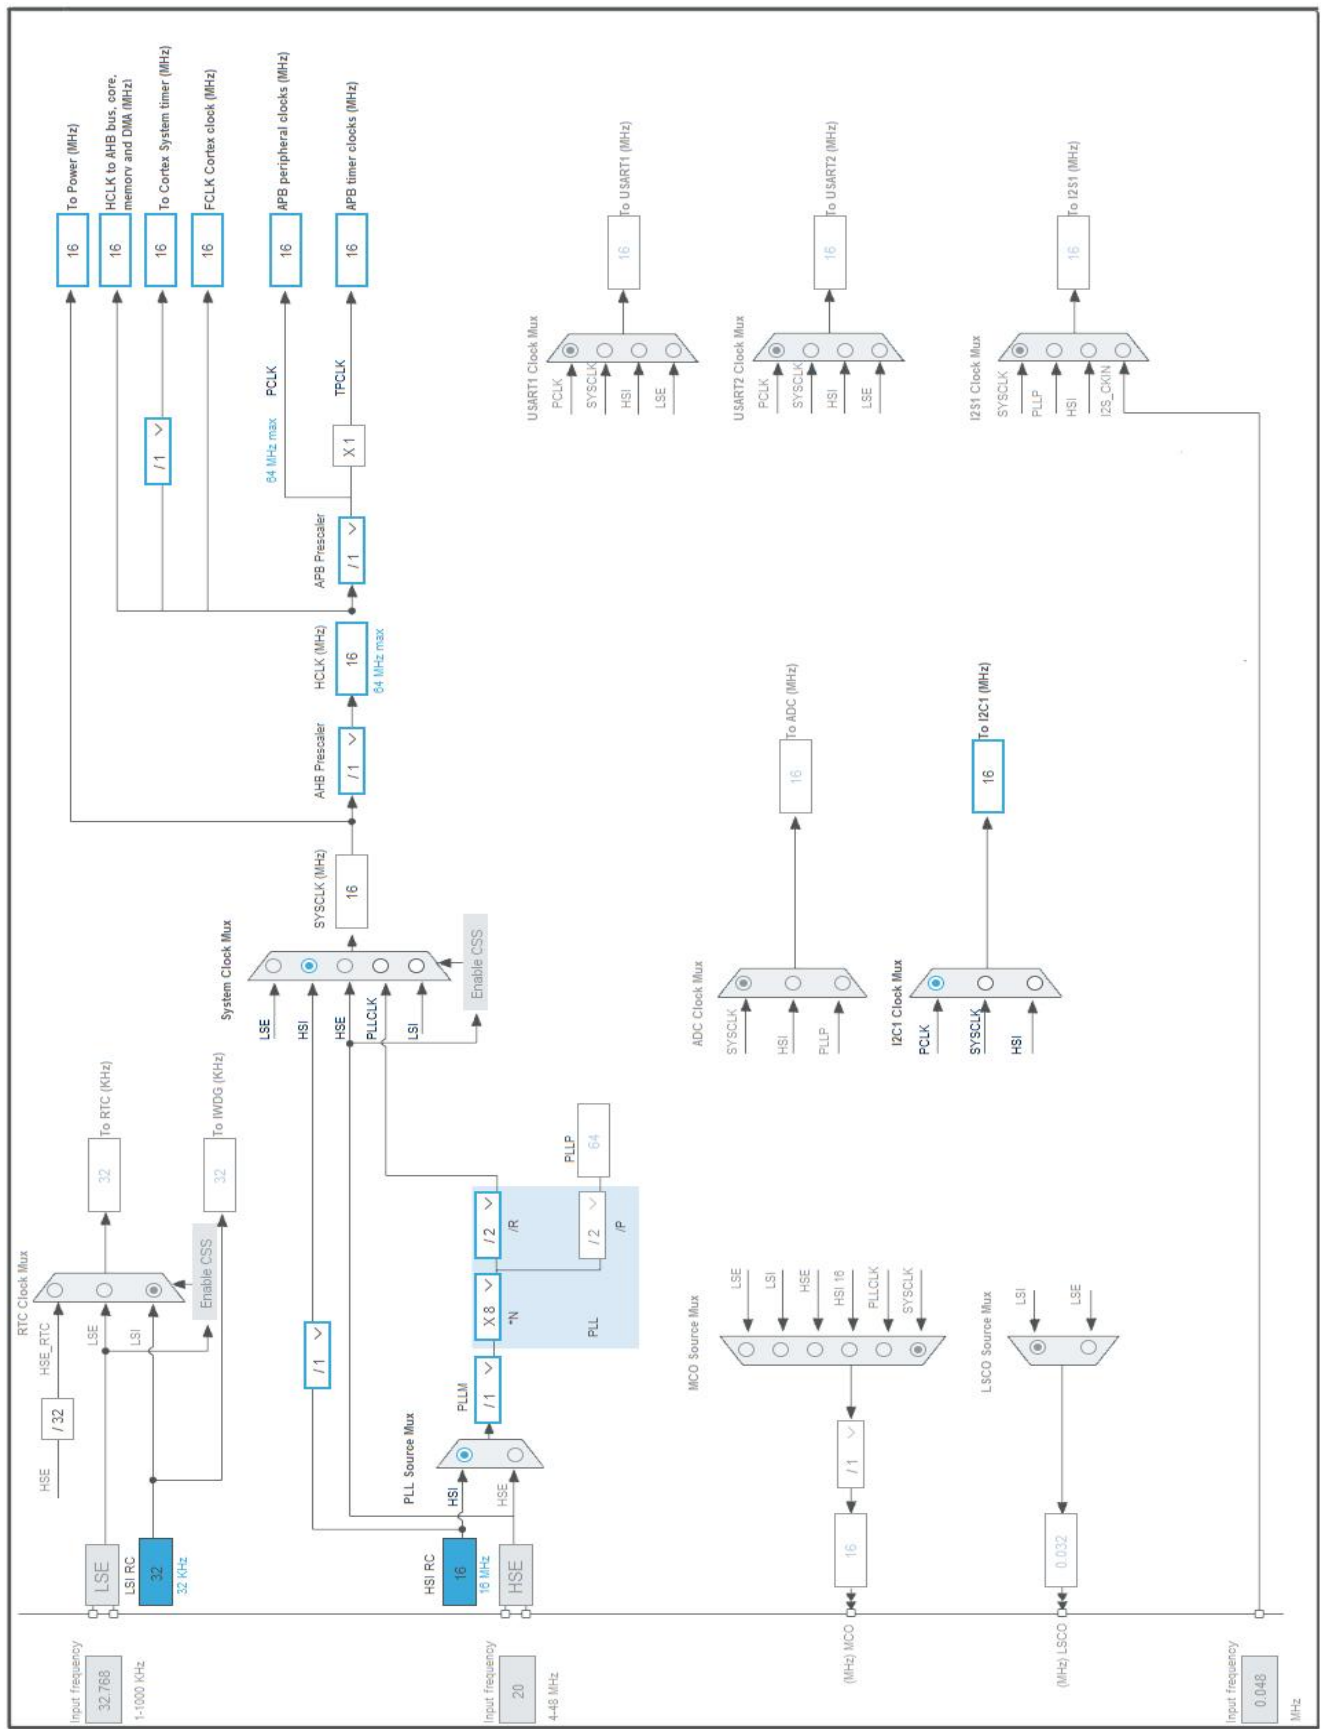 RTC Clock Mux
HSE
/ 32
HSE_RTC
LSE
LSI
32
To RTC (KHz)
Enable CSS
32
To IWDG (KHz)
Input frequency
32.768
1-1000 KHz
LSE
LSI RC
32
32 KHz
System Clock Mux
LSE
HSI
HSE
PLLCLK
LSI
Enable CSS
/ 1
HSI RC
16
16 MHz
HSE
Input frequency
20
4-48 MHz
PLL Source Mux
HSI
HSE
PLLM
/ 1
X 8
*N
/ 2
/R
/ 2
/P
PLL
PLLP
64
SYSCLK (MHz)
16
AHB Prescaler
/ 1
HCLK (MHz)
16
64 MHz max
APB Prescaler
/ 1
/ 1
X 1
64 MHz max
PCLK
TPCLK
16
To Power (MHz)
16
HCLK to AHB bus, core,
memory and DMA (MHz)
16
To Cortex System timer (MHz)
16
FCLK Cortex clock (MHz)
16
APB peripheral clocks (MHz)
16
APB timer clocks (MHz)
USART1 Clock Mux
PCLK
SYSCLK
HSI
LSE
16
To USART1 (MHz)
USART2 Clock Mux
PCLK
SYSCLK
HSI
LSE
16
To USART2 (MHz)
I2S1 Clock Mux
SYSCLK
PLLP
HSI
I2S_CKIN
16
To I2S1 (MHz)
ADC Clock Mux
SYSCLK
HSI
PLLP
16
To ADC (MHz)
I2C1 Clock Mux
PCLK
SYSCLK
HSI
16
To I2C1 (MHz)
MCO Source Mux
LSE
LSI
HSE
HSI 16
PLLCLK
SYSCLK
/ 1
16
(MHz) MCO
LSCO Source Mux
LSI
LSE
0.032
(MHz) LSCO
Input frequency
0.048
MHz